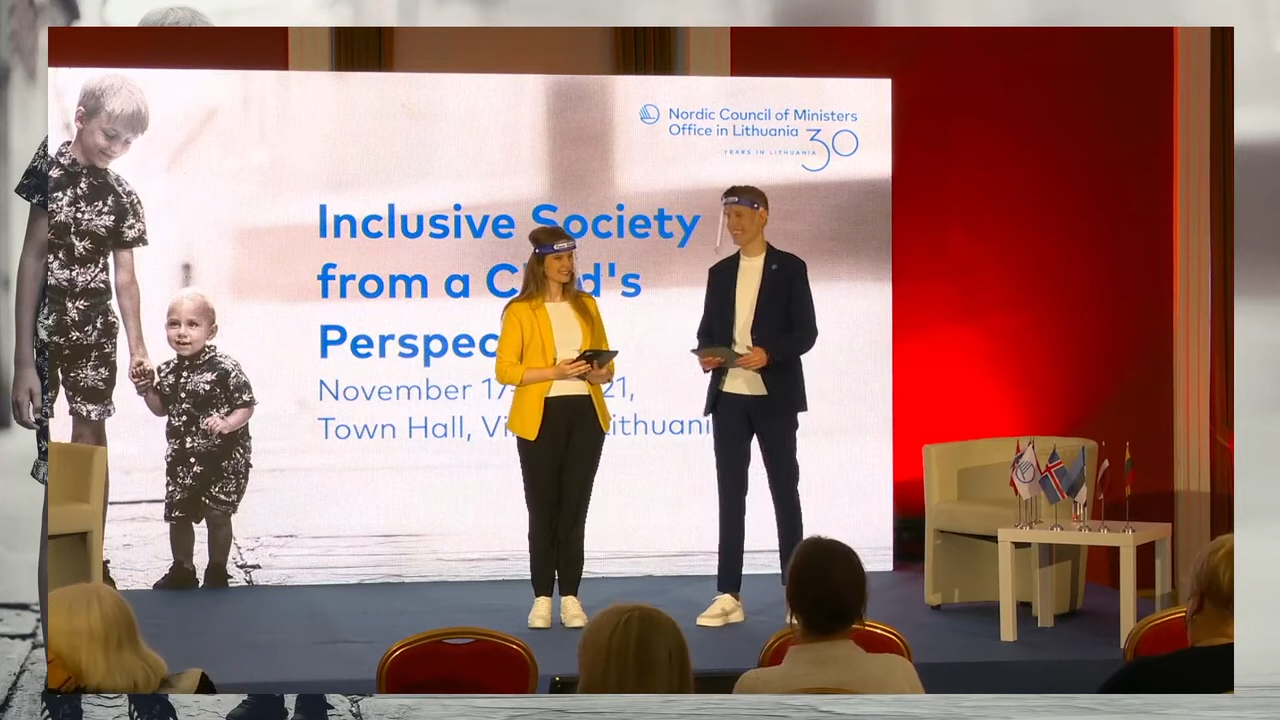 Nordic Council of Ministers
Office in Lithuania
30
YEARS IN LITHUANIA
Inclusive Society
from a C d's
Perspec
November 17 21,
Town Hall, Vi ithuani